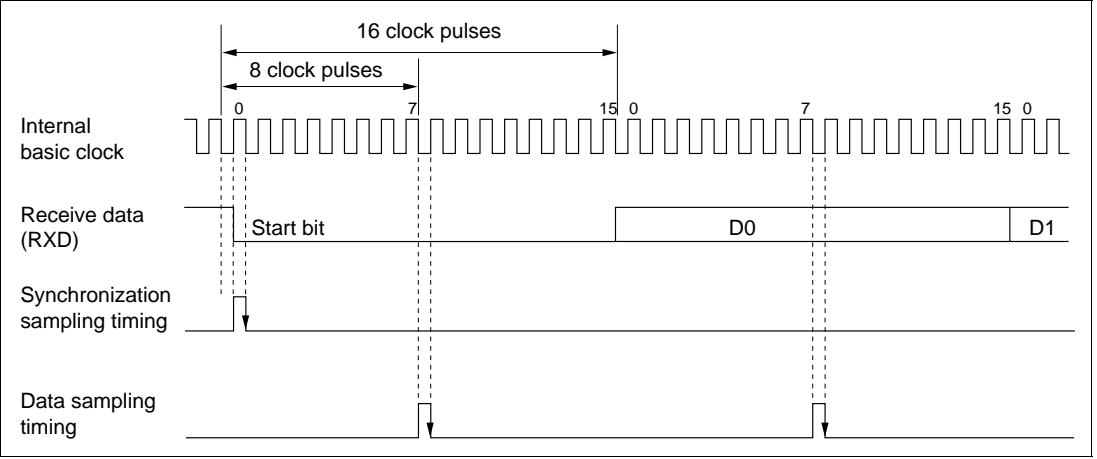 16 clock pulses
8 clock pulses
0 7 15 0 7 15 0
Internal
basic clock
Receive data
(RXD)
Start bit D0 D1
Synchronization
sampling timing
Data sampling
timing